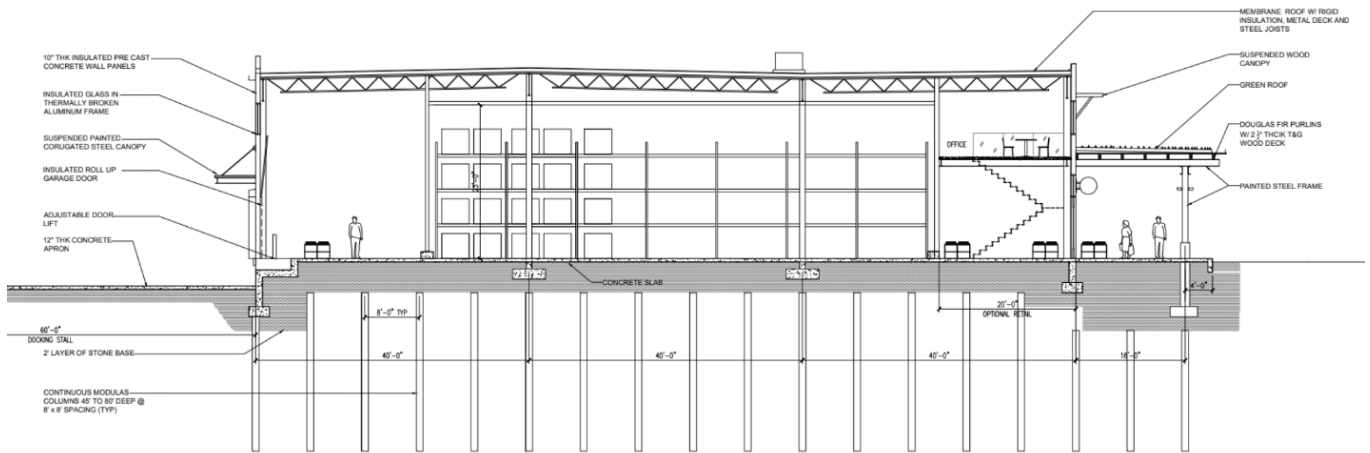 MEMBRANE ROOF W/ RIGID
INSULATION, METAL DECK AND
STEEL JOISTS
10" THK INSULATED PRE CAST
CONCRETE WALL PANELS
SUSPENDED WOOD
CANOPY
GREEN ROOF
INSULATED GLASS IN
THERMALLY BROKEN
ALUMINUM FRAME
DOUGLAS FIR PURLINS
W/ 2 ½" THCIK T&G
WOOD DECK
SUSPENDED PAINTED
CORUGATED STEEL CANOPY
OFFICE
INSULATED ROLL UP
GARAGE DOOR
PAINTED STEEL FRAME
ADJUSTABLE DOOR
LIFT
12" THK CONCRETE
APRON
CONCRETE SLAB
4'-0"
8'-0" TYP
20'-0"
OPTIONAL RETAIL
60'-0"
DOCKING STALL
2' LAYER OF STONE BASE
40'-0"
40'-0"
40'-0"
16'-0"
CONTINUOUS MODULAS
COLUMNS 45' TO 80' DEEP @
8' x 8' SPACING (TYP)